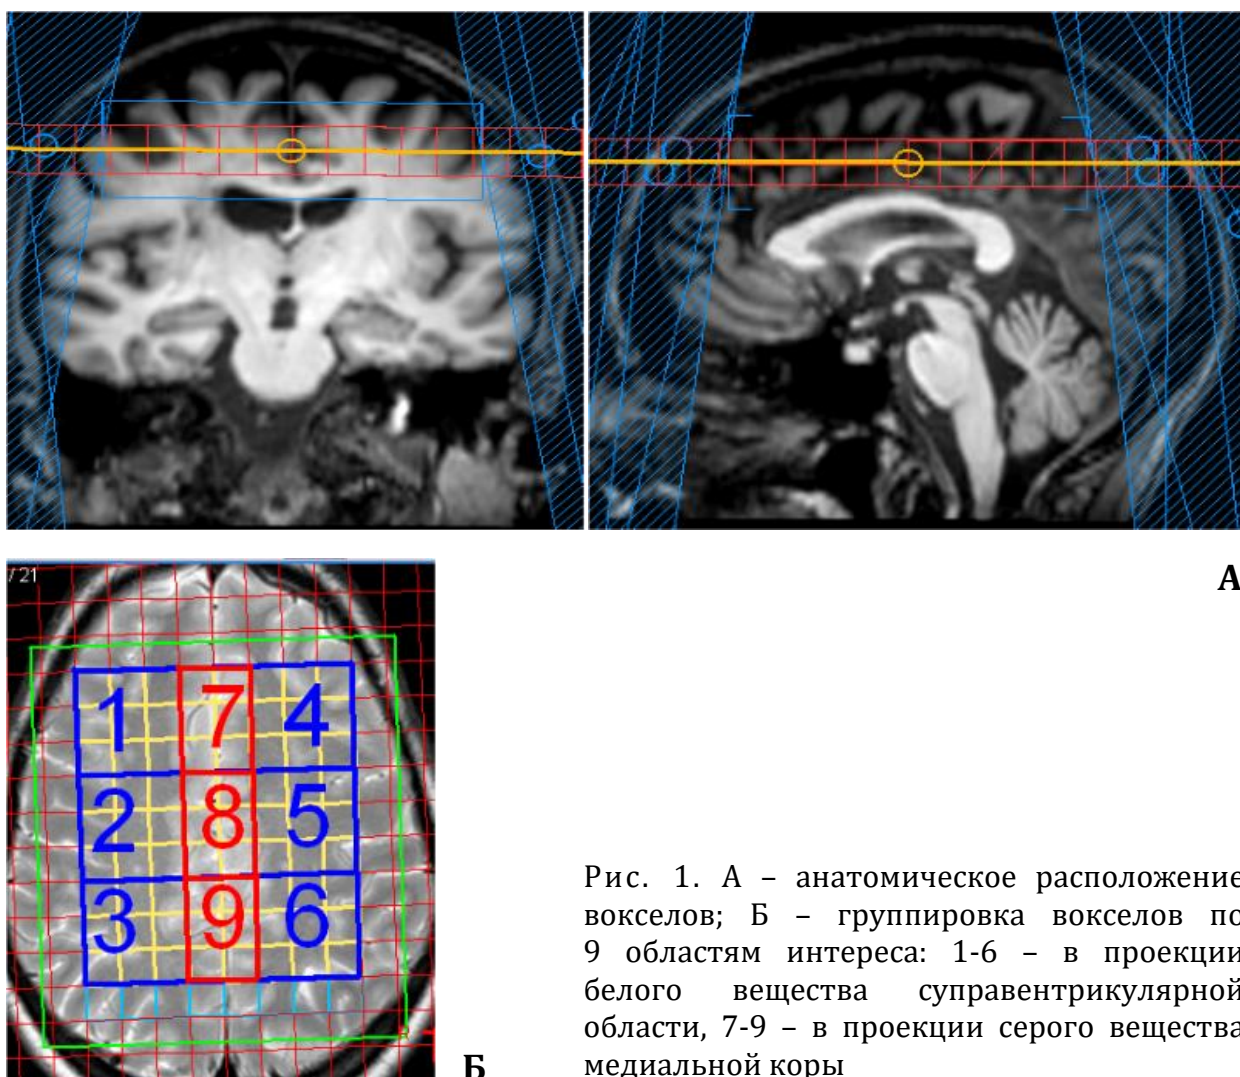 А
/ 21
1 7 4
2 8 5
3 9 6
Б
Рис. 1. А – анатомическое расположение
вокселов; Б – группировка вокселов по
9 областям интереса: 1-6 – в проекции
белого вещества суправентрикулярной
области, 7-9 – в проекции серого вещества
медиальной коры